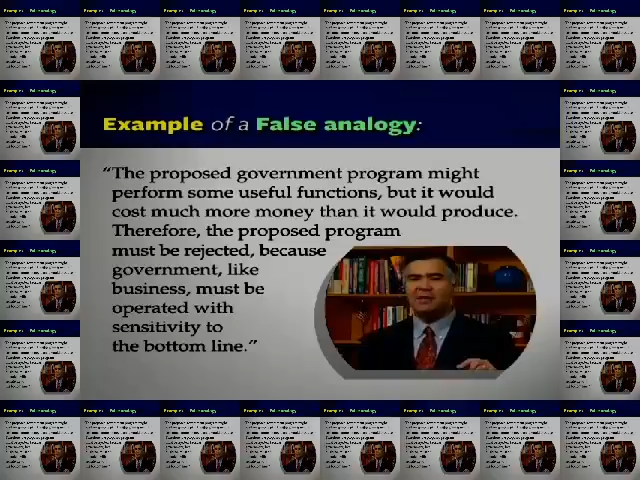 Example of a False analogy:
“The proposed government program might
perform some useful functions, but it would
cost much more money than it would produce.
Therefore, the proposed program
must be rejected, because
government, like
business, must be
operated with
sensitivity to
the bottom line.”